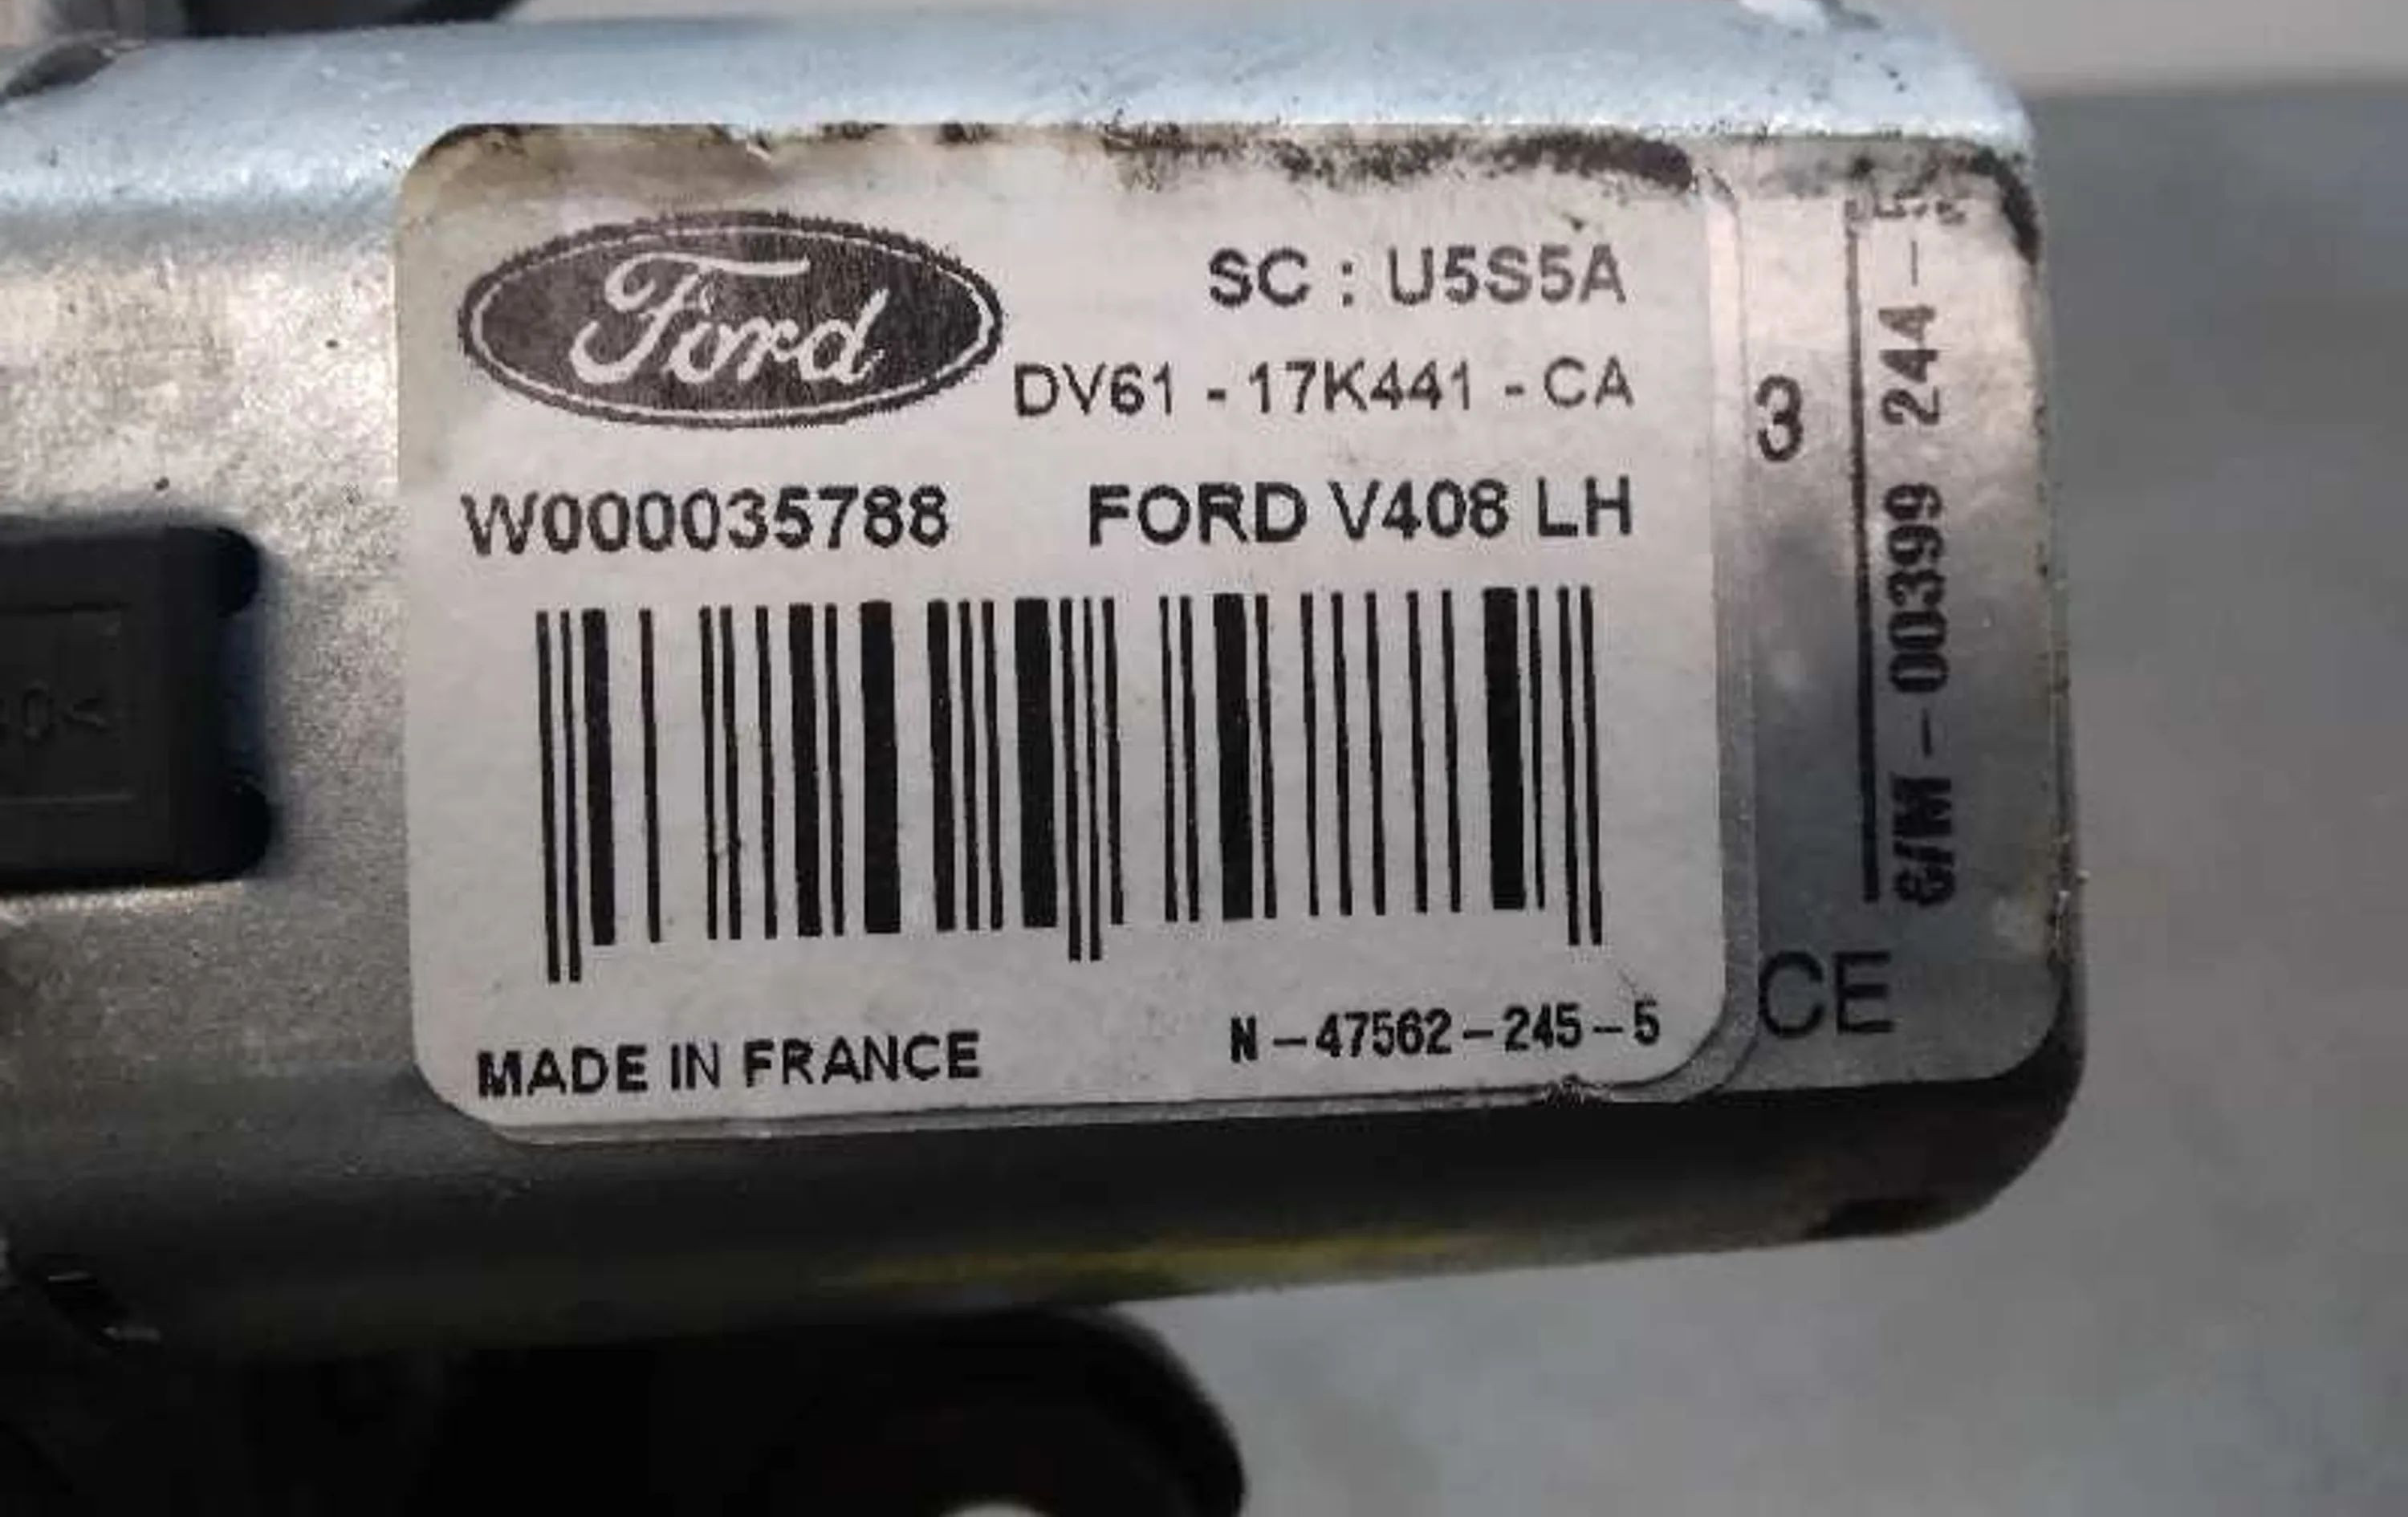 Ford
SC : U5S5A
DV61 - 17K441 - CA
W000035788 FORD V408 LH
MADE IN FRANCE
N-47562-245-5
3
CE
&/M-00399 244-